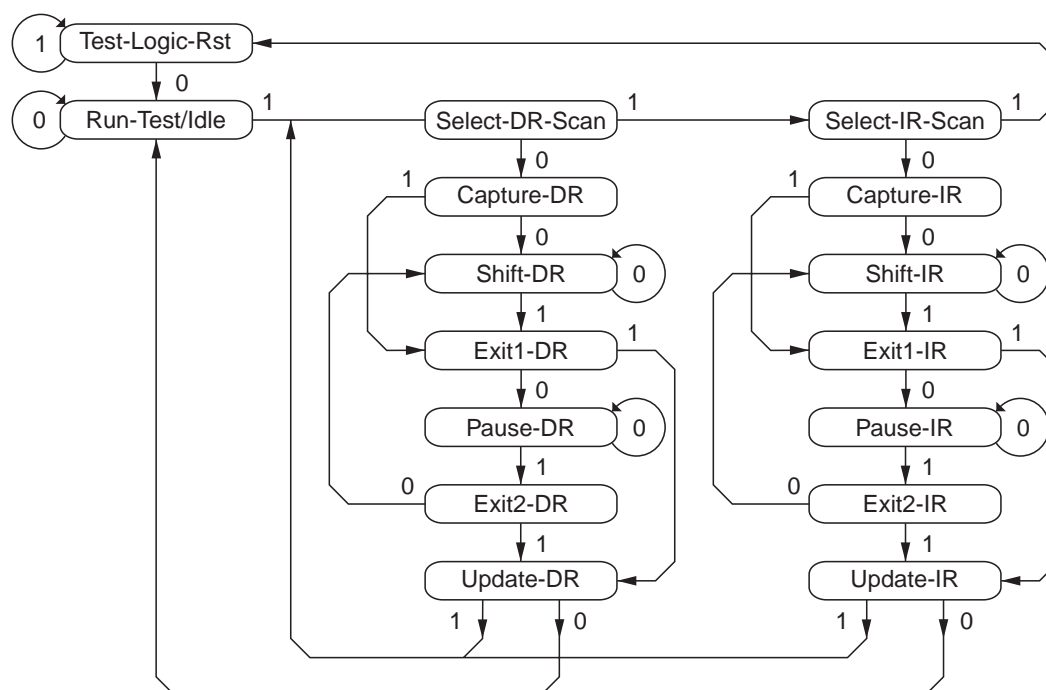 1 Test-Logic-Rst
0
0 Run-Test/Idle 1 Select-DR-Scan 1 Select-IR-Scan 1
0 0
1 Capture-DR 1 Capture-IR
0 0
Shift-DR 0 Shift-IR 0
1 1
Exit1-DR 1 Exit1-IR 1
0 0
Pause-DR 0 Pause-IR 0
1 1
0 Exit2-DR 0 Exit2-IR
1 1
Update-DR Update-IR
1 0 1 0